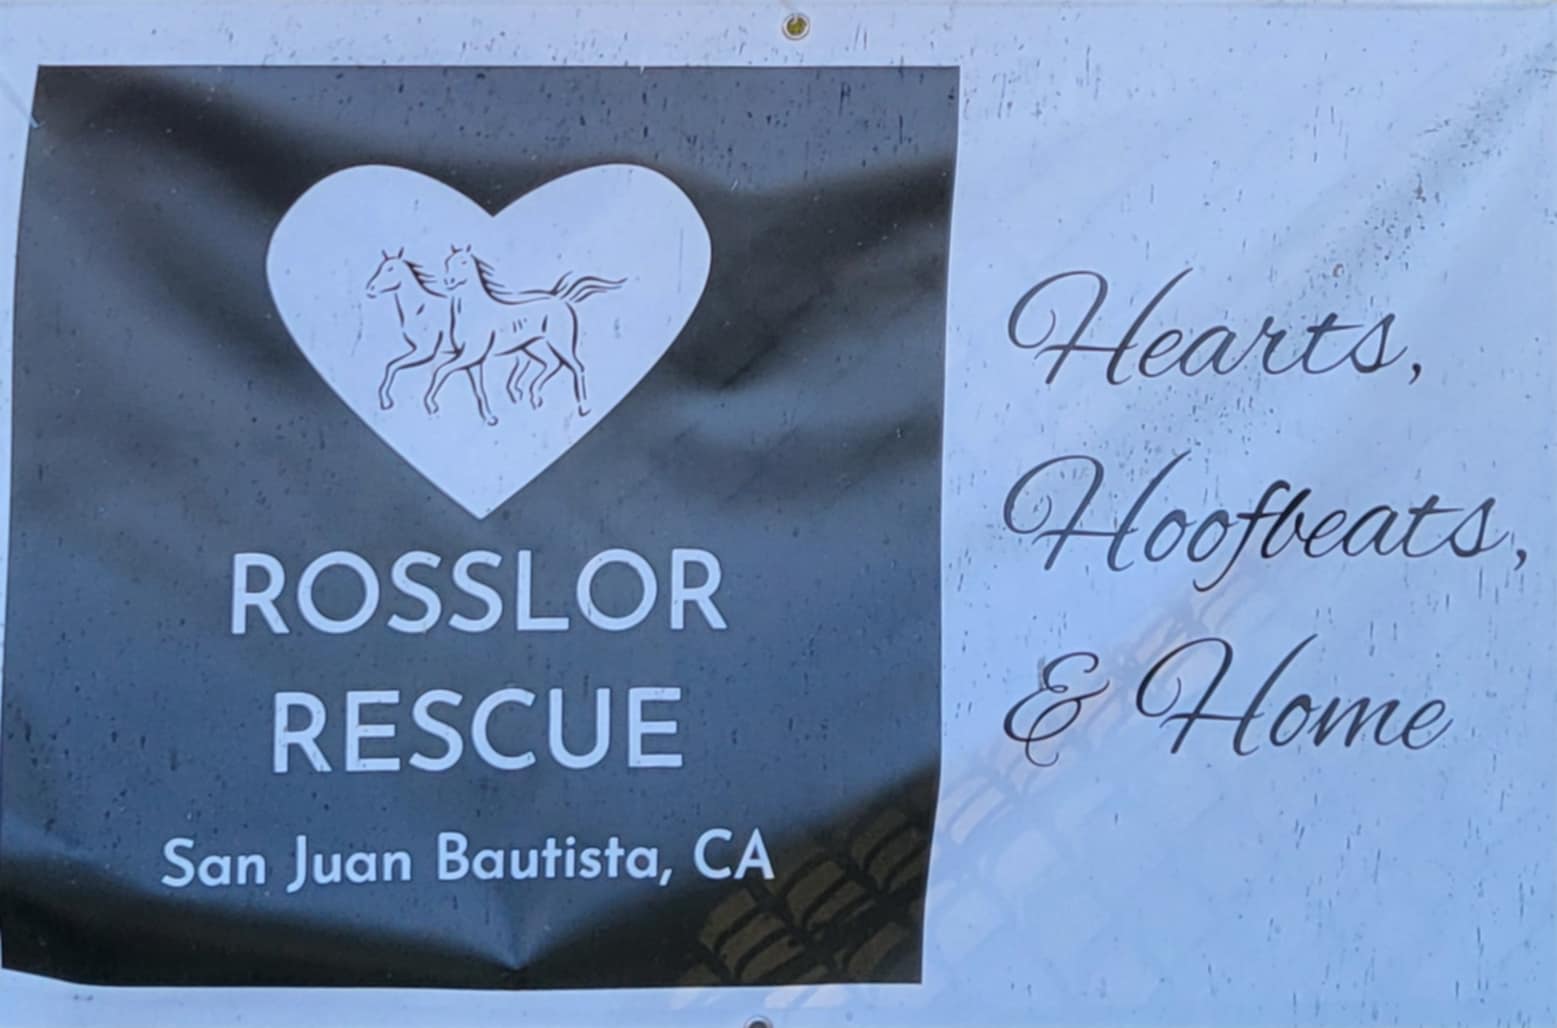 ROSSLOR
RESCUE
San Juan Bautista, CA
Hearts,
Hoofbeats,
& Home